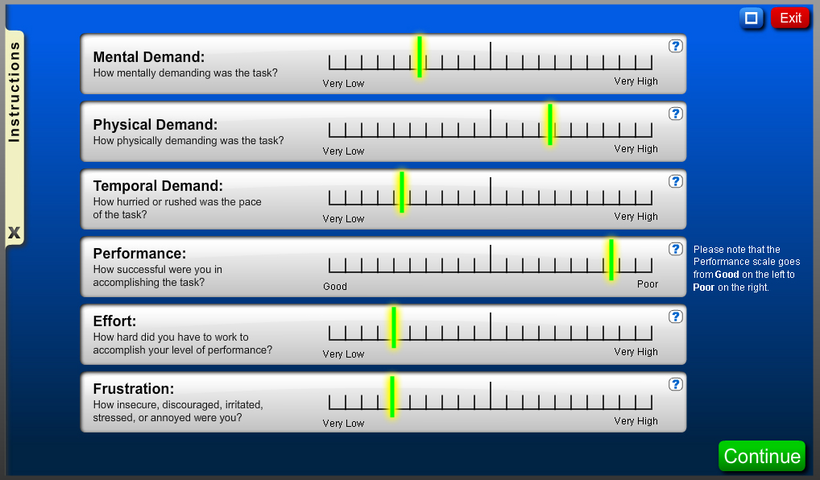 Exit
Instructions
X
Mental Demand:
How mentally demanding was the task?
Very Low
Very High
?
Physical Demand:
How physically demanding was the task?
Very Low
Very High
?
Temporal Demand:
How hurried or rushed was the pace
of the task?
Very Low
Very High
?
Performance:
How successful were you in
accomplishing the task?
Good
Poor
?
Please note that the
Performance scale goes
from Good on the left to
Poor on the right.
Effort:
How hard did you have to work to
accomplish your level of performance?
Very Low
Very High
?
Frustration:
How insecure, discouraged, irritated,
stressed, or annoyed were you?
Very Low
Very High
?
Continue